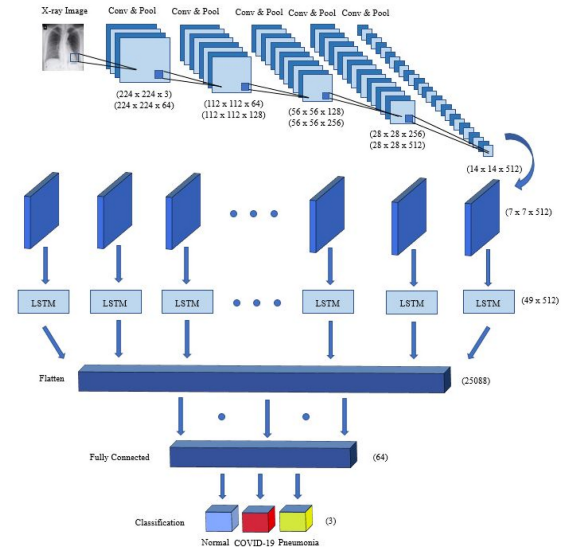 X-ray Image
Conv & Pool
Conv & Pool
Conv & Pool
Conv & Pool
Conv & Pool
(224 x 224 x 3)
(224 x 224 x 64)
(112 x 112 x 64)
(112 x 112 x 128)
(56 x 56 x 128)
(56 x 56 x 256)
(28 x 28 x 256)
(28 x 28 x 512)
(14 x 14 x 512)
(7 x 7 x 512)
LSTM
LSTM
LSTM
LSTM
LSTM
LSTM
(49 x 512)
Flatten
(25088)
Fully Connected
(64)
Classification
(3)
Normal
COVID-19
Pneumonia